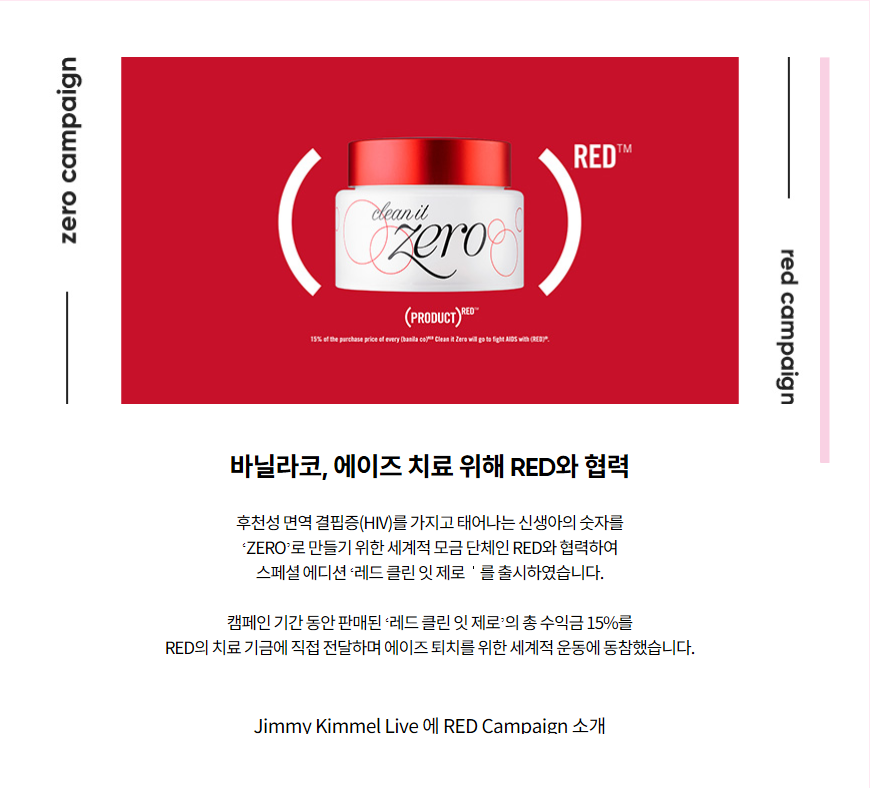 zero campaign
RED™
clean it
zero
(PRODUCT)RED™
15% of the purchase price of every (banila co)RED Clean it Zero will go to fight AIDS with (RED)®.
red campaign
바닐라코, 에이즈 치료 위해 RED와 협력
후천성 면역 결핍증(HIV)를 가지고 태어나는 신생아의 숫자를
‘ZERO’로 만들기 위한 세계적 모금 단체인 RED와 협력하여
스페셜 에디션 ‘레드 클린 잇 제로 ' 를 출시하였습니다.
캠페인 기간 동안 판매된 ‘레드 클린 잇 제로’의 총 수익금 15%를
RED의 치료 기금에 직접 전달하며 에이즈 퇴치를 위한 세계적 운동에 동참했습니다.
Jimmy Kimmel Live 에 RED Campaign 소개